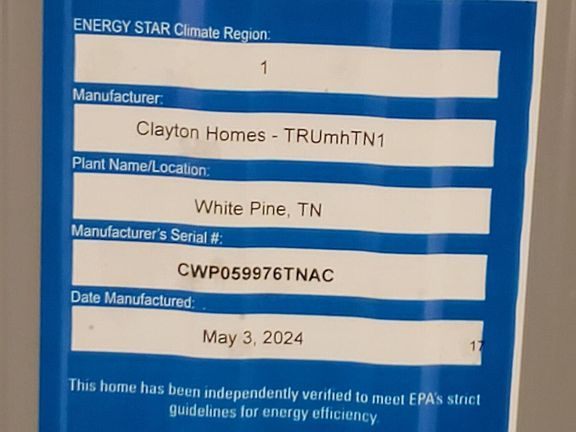 ENERGY STAR Climate Region:
1
Manufacturer:
Clayton Homes - TRUmhTN1
Plant Name/Location:
White Pine, TN
Manufacturer's Serial #:
CWP059976TNAC
Date Manufactured:
May 3, 2024
17
This home has been independently verified to meet EPA's strict
guidelines for energy efficiency.